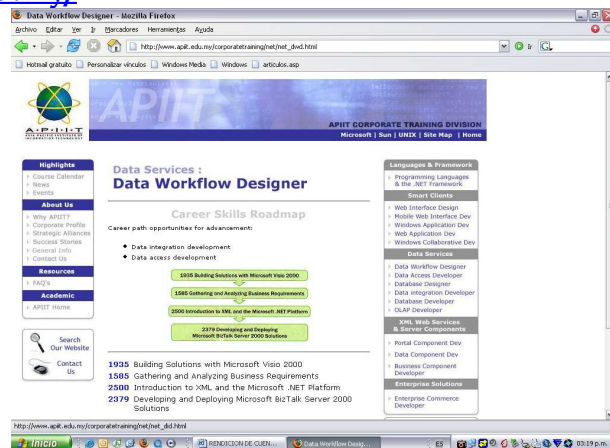 Data Workflow Designer - Mozilla Firefox
Archivo Editar Ver Ir Marcadores Herramientas Ayuda
http://www.apiit.edu.my/corporatetraining/net/net_dwd.html
Ir
Hotmail gratuito Personalizar vínculos Windows Media Windows articulos.asp
A·P·I·I·T
ASIA PACIFIC INSTITUTE OF
INFORMATION TECHNOLOGY
APIIT
APIIT CORPORATE TRAINING DIVISION
Microsoft | Sun | UNIX | Site Map | Home
Highlights
Course Calendar
News
Events
About Us
Why APIIT?
Corporate Profile
Strategic Alliances
Success Stories
General Info
Contact Us
Resources
FAQ's
Academic
APIIT Home
Search
Our Website
Contact
Us
Data Services :
Data Workflow Designer
Career Skills Roadmap
Career path opportunities for advancement:
Data integration development
Data access development
1935 Building Solutions with Microsoft Visio 2000
1585 Gathering and Analyzing Business Requirements
2500 Introduction to XML and the Microsoft .NET Platform
2379 Developing and Deploying
Microsoft BizTalk Server 2000 Solutions
1935 Building Solutions with Microsoft Visio 2000
1585 Gathering and Analyzing Business Requirements
2500 Introduction to XML and the Microsoft .NET Platform
2379 Developing and Deploying Microsoft BizTalk Server 2000
Solutions
Languages & Framework
Programming Languages
& the .NET Framework
Smart Clients
Web Interface Design
Mobile Web Interface Dev
Windows Application Dev
Web Application Dev
Windows Collaborative Dev
Data Services
Data Workflow Designer
Data Access Developer
Database Designer
Data Integration Developer
Database Developer
OLAP Developer
XML Web Services
& Server Components
Portal Component Dev
Data Component Dev
Business Component
Developer
Enterprise Solutions
Enterprise Commerce
Developer
http://www.apiit.edu.my/corporatetraining/net/net_did.html
Inicio
RENDICION DE CUEN...
Data Workflow Desig...
ES
03:19 p.m.